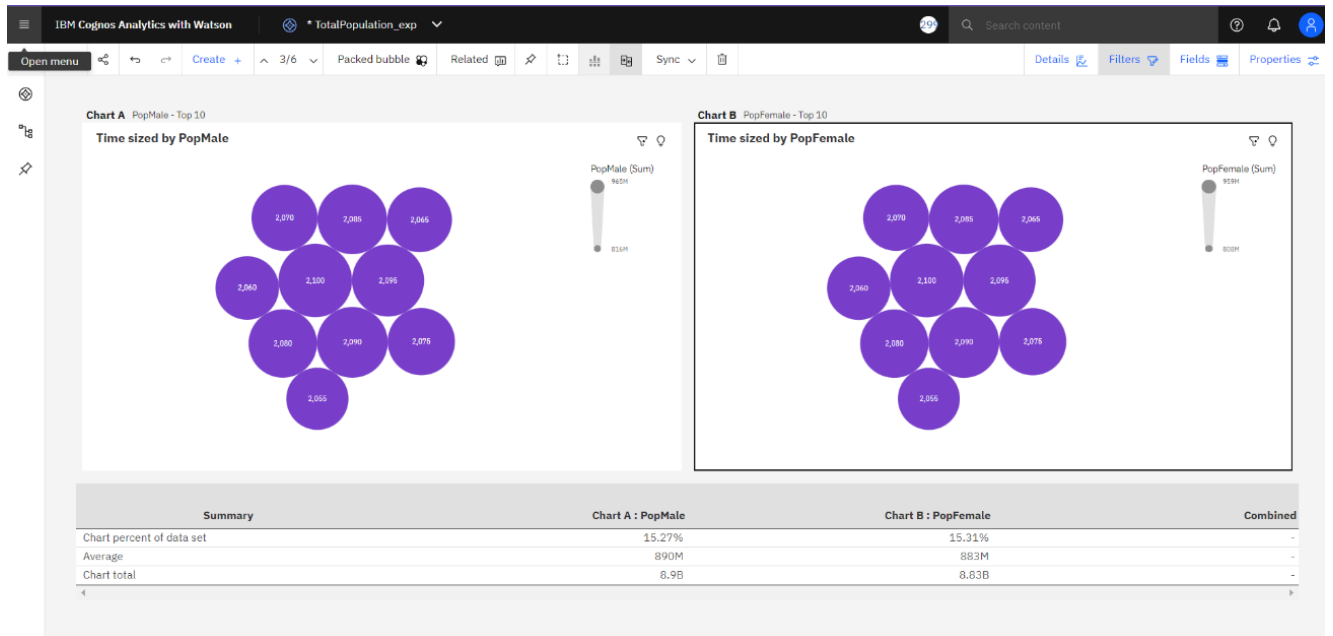 IBM Cognos Analytics with Watson
* TotalPopulation_exp
299
Search content
Open menu
Create +
3/6
Packed bubble
Related
Sync
Details
Filters
Fields
Properties
Chart A PopMale - Top 10
Time sized by PopMale
PopMale (Sum)
965M
816M
2,070
2,085
2,065
2,060
2,100
2,095
2,080
2,090
2,075
2,055
Chart B PopFemale - Top 10
Time sized by PopFemale
PopFemale (Sum)
959M
808M
2,070
2,085
2,065
2,060
2,100
2,095
2,080
2,090
2,075
2,055
Summary Chart A : PopMale Chart B : PopFemale Combined
Chart percent of data set 15.27% 15.31% -
Average 890M 883M -
Chart total 8.9B 8.83B -